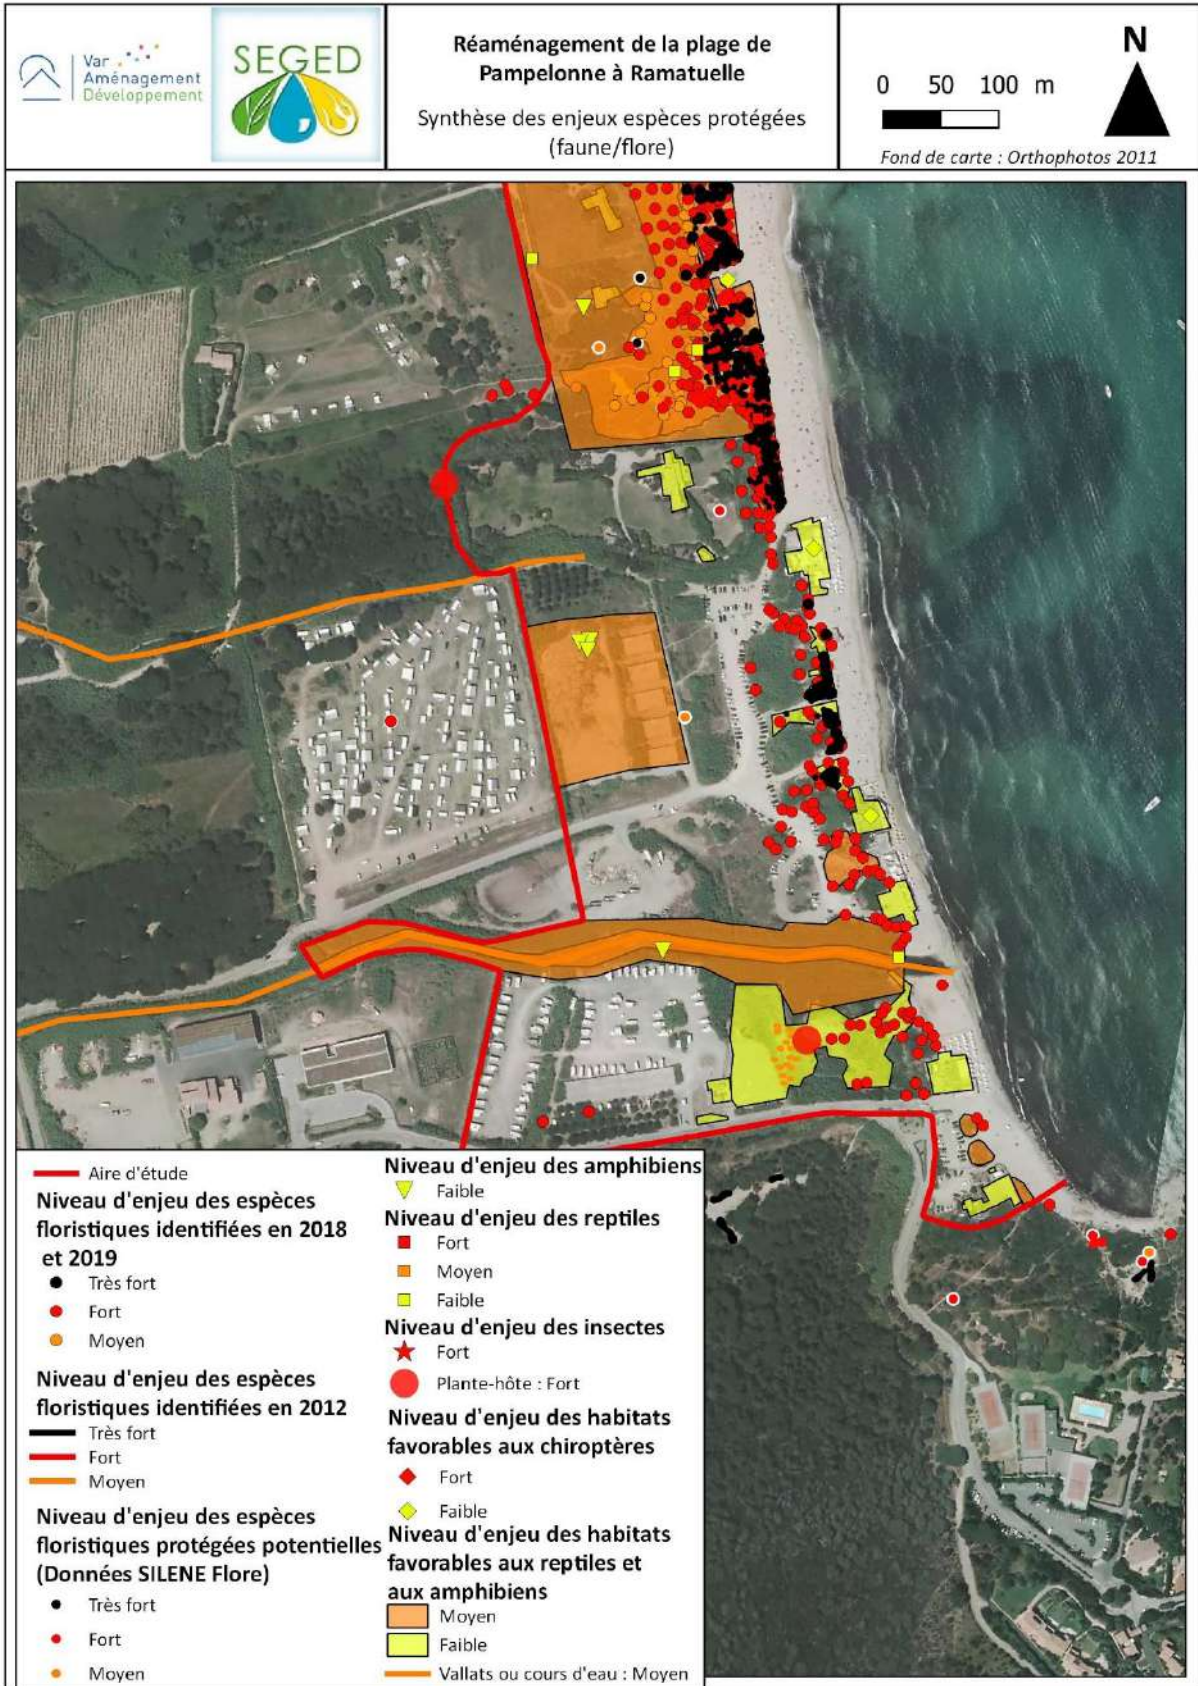 Var
Aménagement
Développement
SEGED
Réaménagement de la plage de
Pampelonne à Ramatuelle
Synthèse des enjeux espèces protégées
(faune/flore)
0 50 100 m
N
Fond de carte : Orthophotos 2011
Aire d'étude
Niveau d'enjeu des espèces
floristiques identifiées en 2018
et 2019
Très fort
Fort
Moyen
Niveau d'enjeu des espèces
floristiques identifiées en 2012
Très fort
Fort
Moyen
Niveau d'enjeu des espèces
floristiques protégées potentielles
(Données SILENE Flore)
Très fort
Fort
Moyen
Niveau d'enjeu des amphibiens
Faible
Niveau d'enjeu des reptiles
Fort
Moyen
Faible
Niveau d'enjeu des insectes
Fort
Plante-hôte : Fort
Niveau d'enjeu des habitats
favorables aux chiroptères
Fort
Faible
Niveau d'enjeu des habitats
favorables aux reptiles et
aux amphibiens
Moyen
Faible
Vallats ou cours d'eau : Moyen